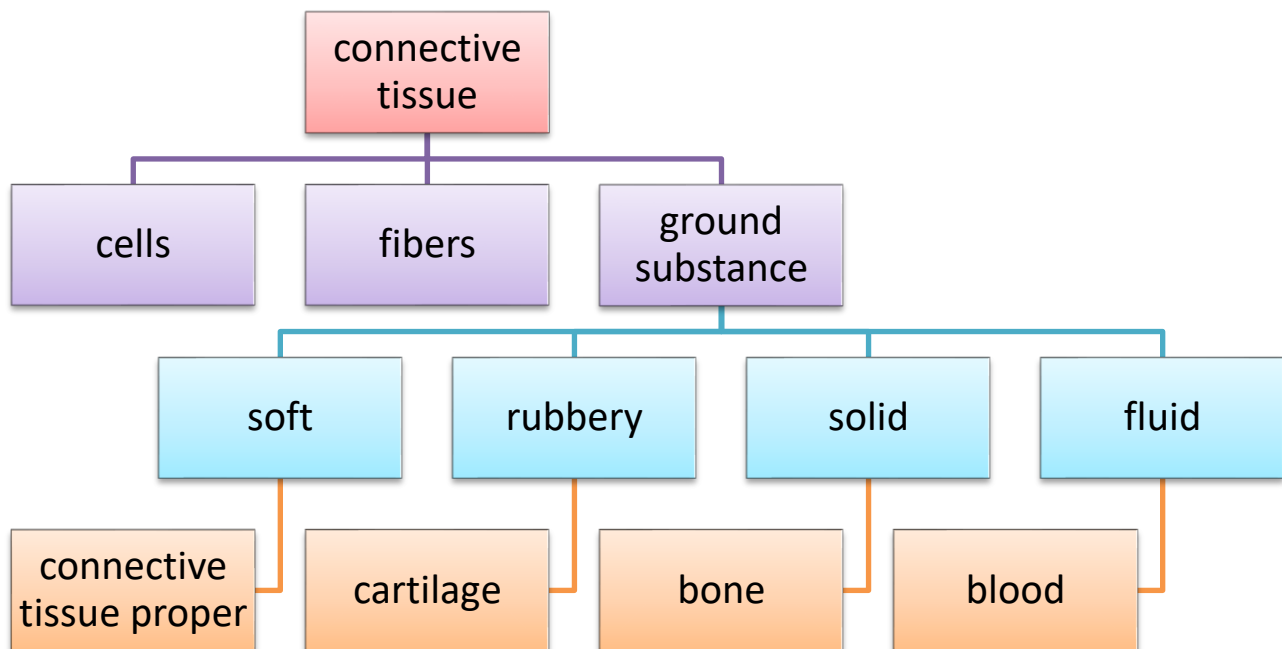 connective
tissue
cells
fibers
ground
substance
soft
rubbery
solid
fluid
connective
tissue proper
cartilage
bone
blood